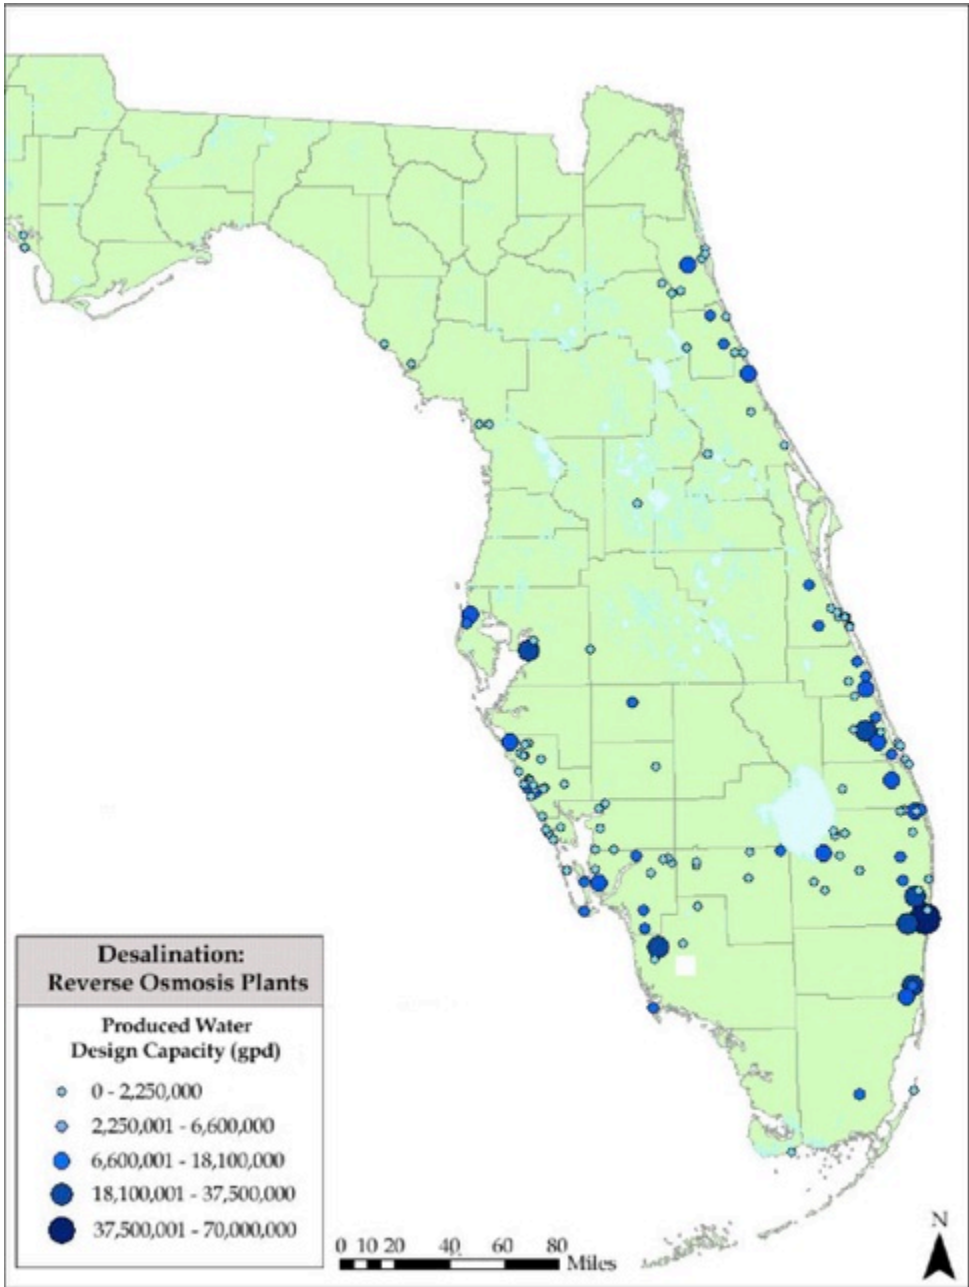 Desalination:
Reverse Osmosis Plants
Produced Water
Design Capacity (gpd)
0 - 2,250,000
2,250,001 - 6,600,000
6,600,001 - 18,100,000
18,100,001 - 37,500,000
37,500,001 - 70,000,000
0 10 20 40 60 80
Miles
N